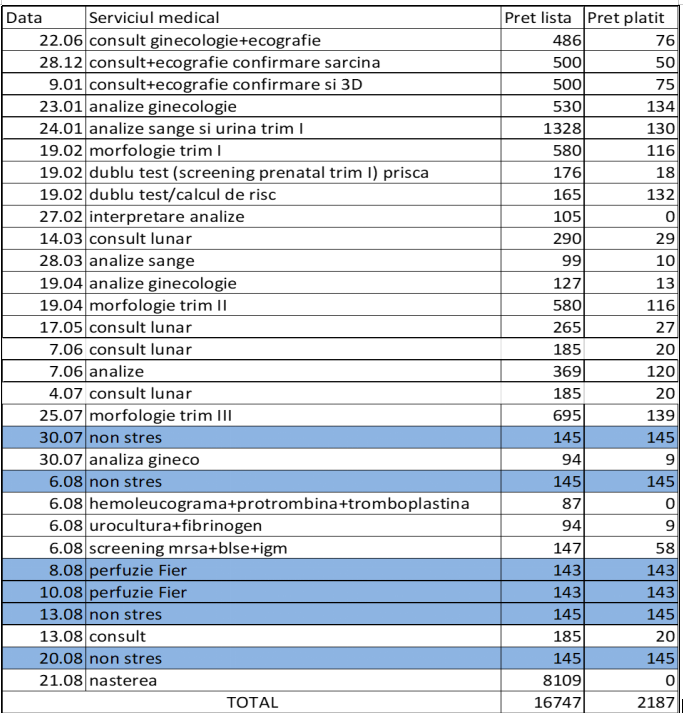 Data Serviciul medical Pret lista Pret platit
22.06 consult ginecologie+ecografie 486 76
28.12 consult+ecografie confirmare sarcina 500 50
9.01 consult+ecografie confirmare si 3D 500 75
23.01 analize ginecologie 530 134
24.01 analize sange si urina trim I 1328 130
19.02 morfologie trim I 580 116
19.02 dublu test (screening prenatal trim I) prisca 176 18
19.02 dublu test/calcul de risc 165 132
27.02 interpretare analize 105 0
14.03 consult lunar 290 29
28.03 analize sange 99 10
19.04 analize ginecologie 127 13
19.04 morfologie trim II 580 116
17.05 consult lunar 265 27
7.06 consult lunar 185 20
7.06 analize 369 120
4.07 consult lunar 185 20
25.07 morfologie trim III 695 139
30.07 non stres 145 145
30.07 analiza gineco 94 9
6.08 non stres 145 145
6.08 hemoleucograma+protrombina+tromboplastina 87 0
6.08 urocultura+fibrinogen 94 9
6.08 screening mrsa+blse+igm 147 58
8.08 perfuzie Fier 143 143
10.08 perfuzie Fier 143 143
13.08 non stres 145 145
13.08 consult 185 20
20.08 non stres 145 145
21.08 nasterea 8109 0
TOTAL 16747 2187